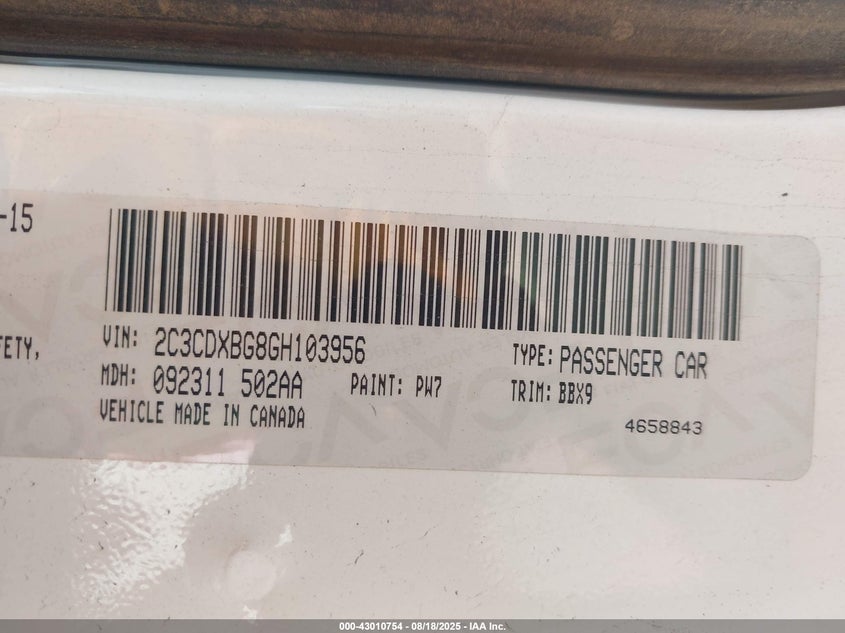 -15
FETY,
VIN: 2C3CDXBG8GH103956
TYPE: PASSENGER CAR
MDH: 092311 502AA
PAINT: PW7
TRIM: BBX9
VEHICLE MADE IN CANADA
4658843
000-43010754 - 08/18/2025 - IAA Inc.